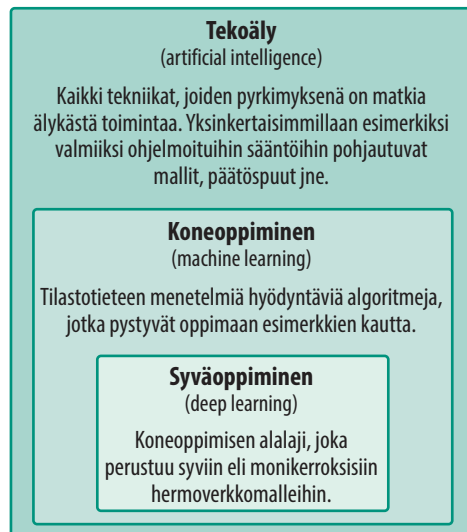 Tekoäly
(artificial intelligence)
Kaikki tekniikat, joiden pyrkimyksenä on matkia
älykästä toimintaa. Yksinkertaisimmillaan esimerkiksi
valmiiksi ohjelmoituihin sääntöihin pohjautuvat
mallit, päätöspuut jne.
Koneoppiminen
(machine learning)
Tilastotieteen menetelmiä hyödyntäviä algoritmeja,
jotka pystyvät oppimaan esimerkkien kautta.
Syväoppiminen
(deep learning)
Koneoppimisen alalaji, joka
perustuu syviin eli monikerroksisiin
hermoverkkomalleihin.